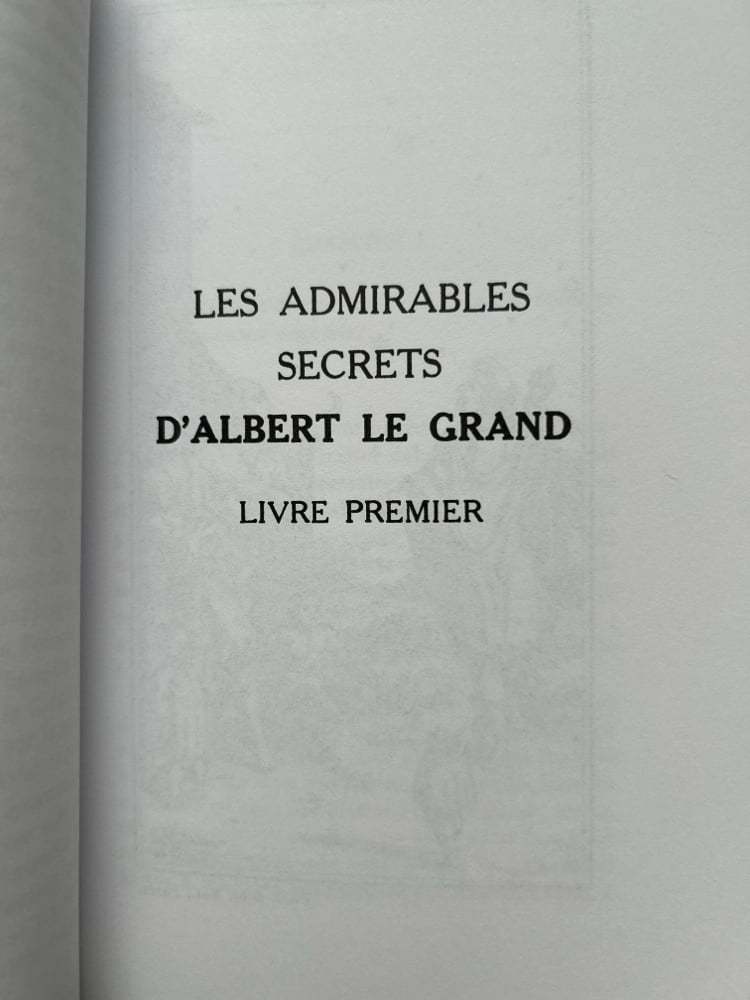 LES ADMIRABLES
SECRETS
D'ALBERT LE GRAND
LIVRE PREMIER